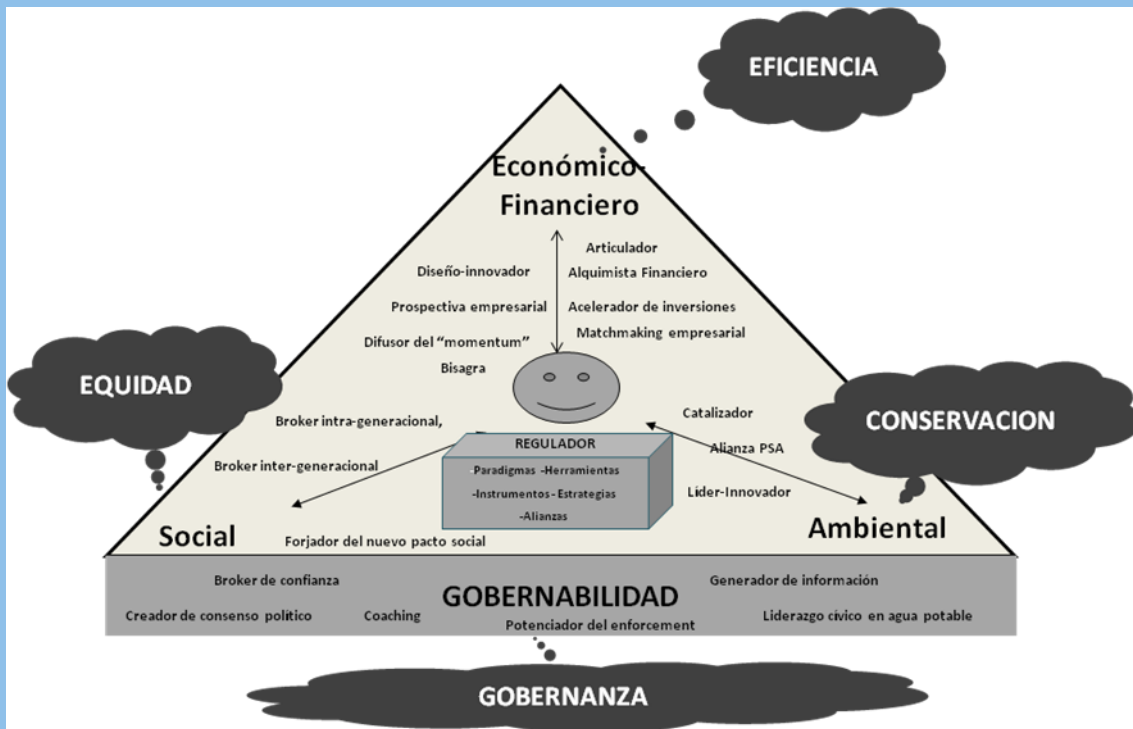 EFICIENCIA
Económico-
Financiero
Articulador
Diseño-innovador
Alquimista Financiero
Prospectiva empresarial
Acelerador de inversiones
Matchmaking empresarial
Difusor del “momentum”
Bisagra
EQUIDAD
CONSERVACION
Broker intra-generacional,
Catalizador
REGULADOR
Alianza PSA
Broker inter-generacional
-Paradigmas -Herramientas
-Instrumentos - Estrategias
-Alianzas
Líder-Innovador
Social
Ambiental
Forjador del nuevo pacto social
Broker de confianza
Generador de información
GOBERNABILIDAD
Creador de consenso político
Coaching
Potenciador del enforcement
Liderazgo cívico en agua potable
GOBERNANZA